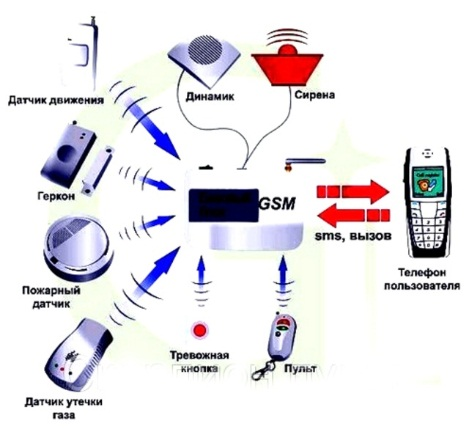 Датчик движения
Динамик
Сирена
Геркон
GSM
sms, вызов
Телефон
пользователя
Пожарный
датчик
Тревожная
кнопка
Пульт
Датчик утечки
газа